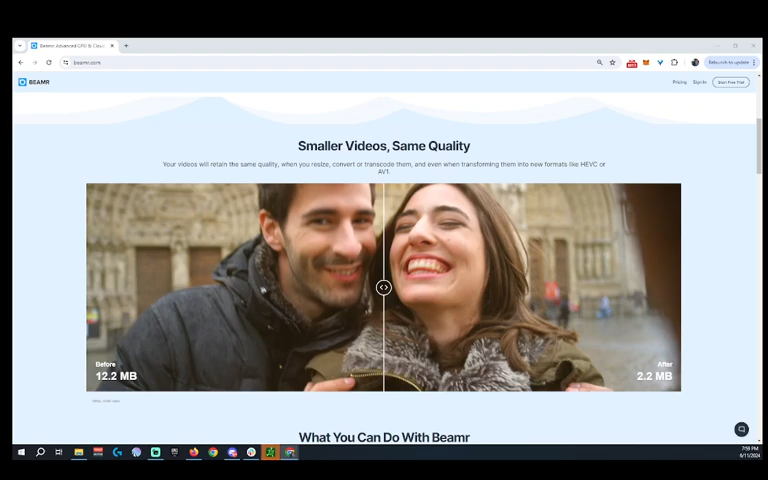 Beamr: Advanced GPU & Cloud
beamr.com
Relaunch to update
BEAMR
Pricing
Sign In
Start Free Trial
Smaller Videos, Same Quality
Your videos will retain the same quality, when you resize, convert or transcode them, and even when transforming them into new formats like HEVC or
AV1.
Before
12.2 MB
After
2.2 MB
What You Can Do With Beamr
7:59 PM
6/11/2024